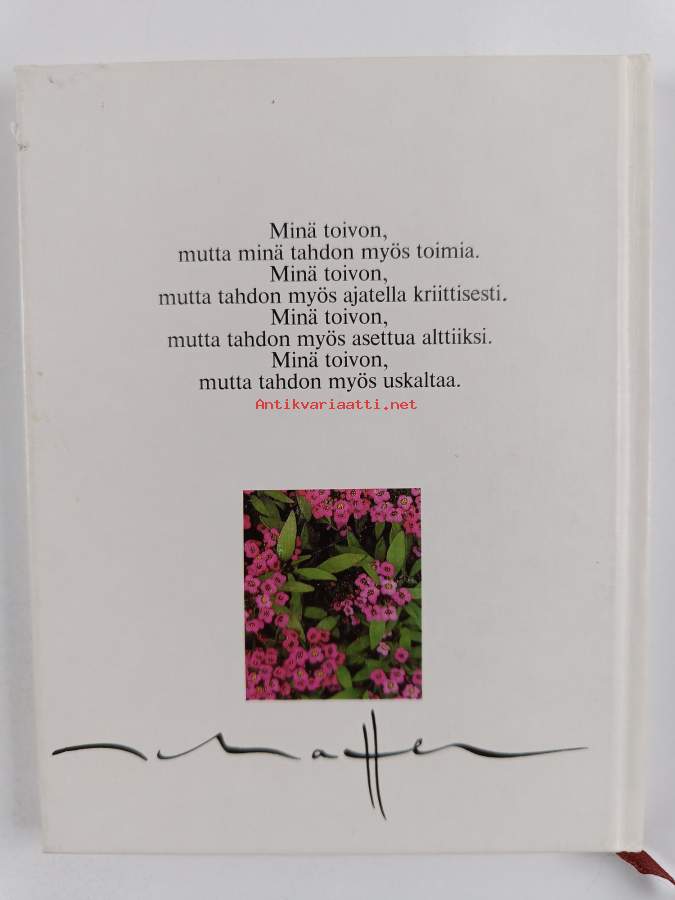 Minä toivon,
mutta minä tahdon myös toimia.
Minä toivon,
mutta tahdon myös ajatella kriittisesti.
Minä toivon,
mutta tahdon myös asettua alttiiksi.
Minä toivon,
mutta tahdon myös uskaltaa.
Antikvariaatti.net